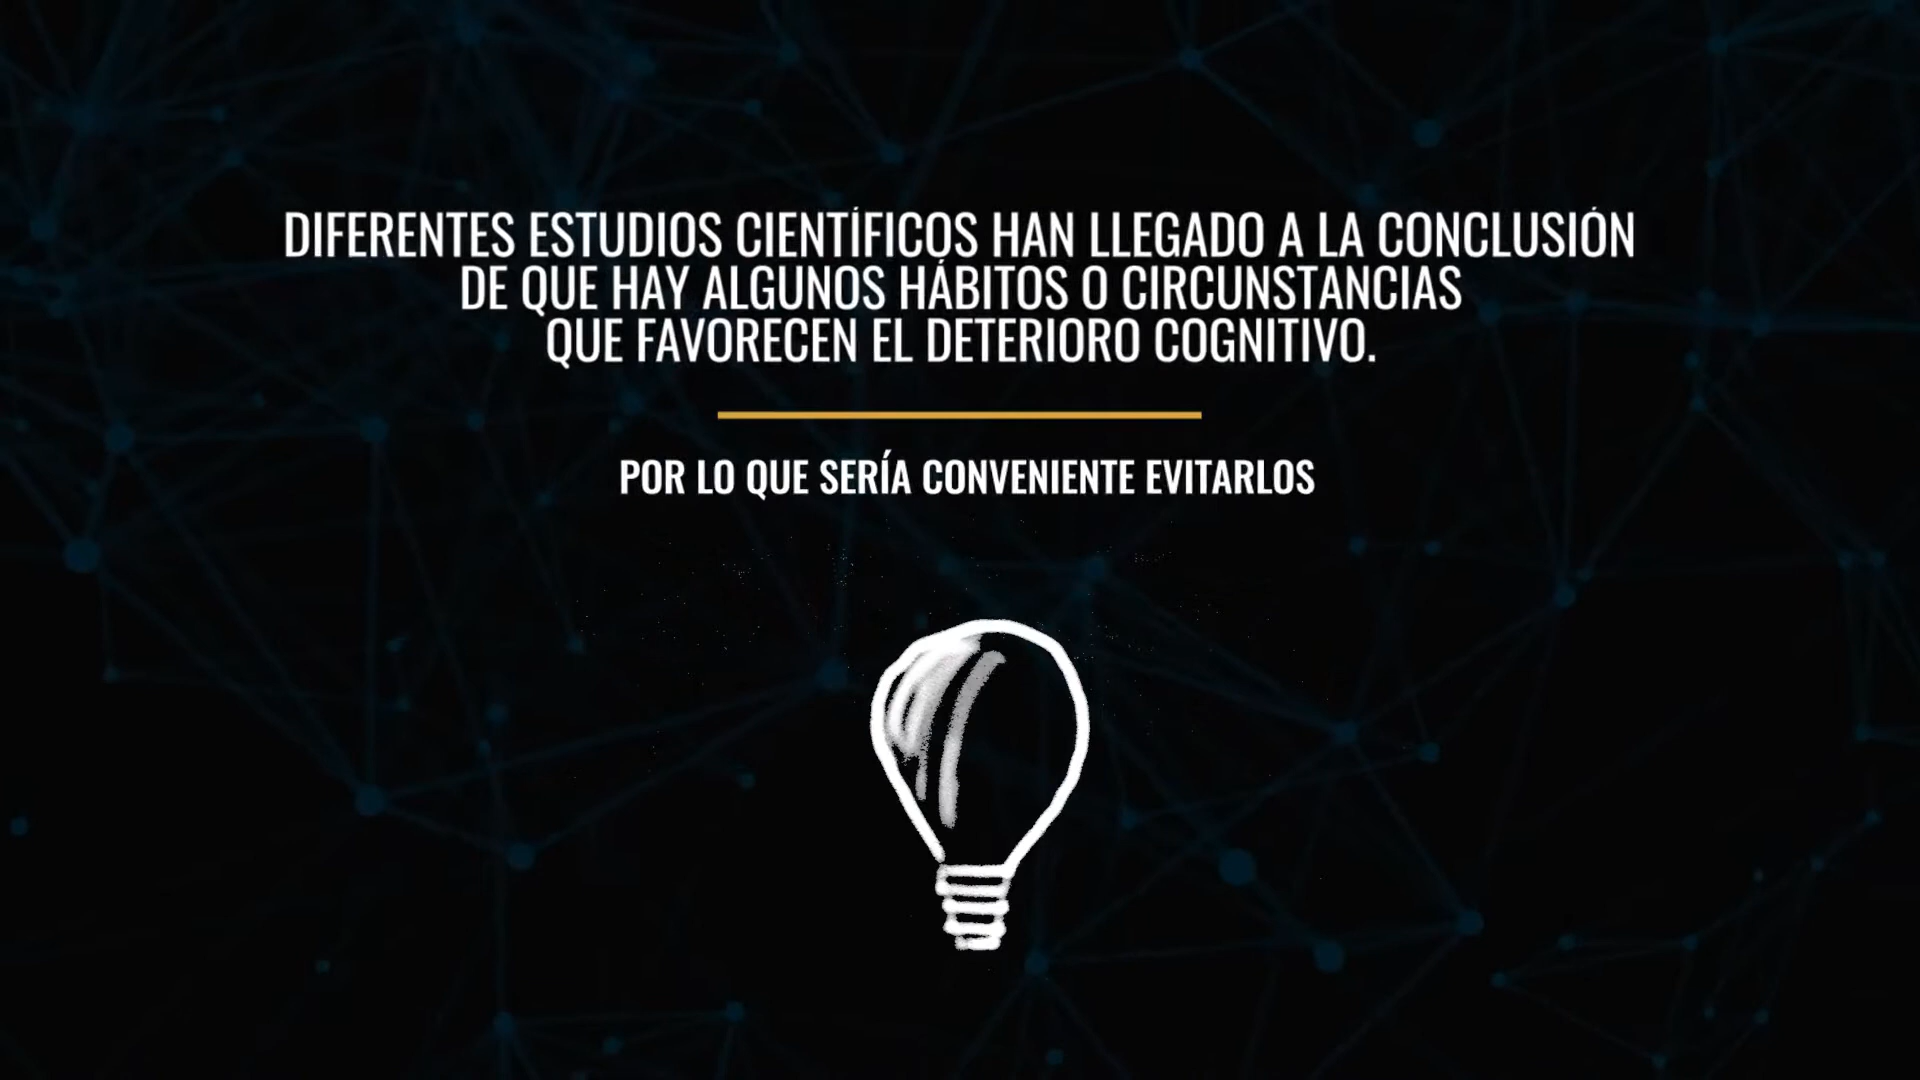 DIFERENTES ESTUDIOS CIENTÍFICOS HAN LLEGADO A LA CONCLUSIÓN
DE QUE HAY ALGUNOS HÁBITOS O CIRCUNSTANCIAS
QUE FAVORECEN EL DETERIORO COGNITIVO.
POR LO QUE SERÍA CONVENIENTE EVITARLOS